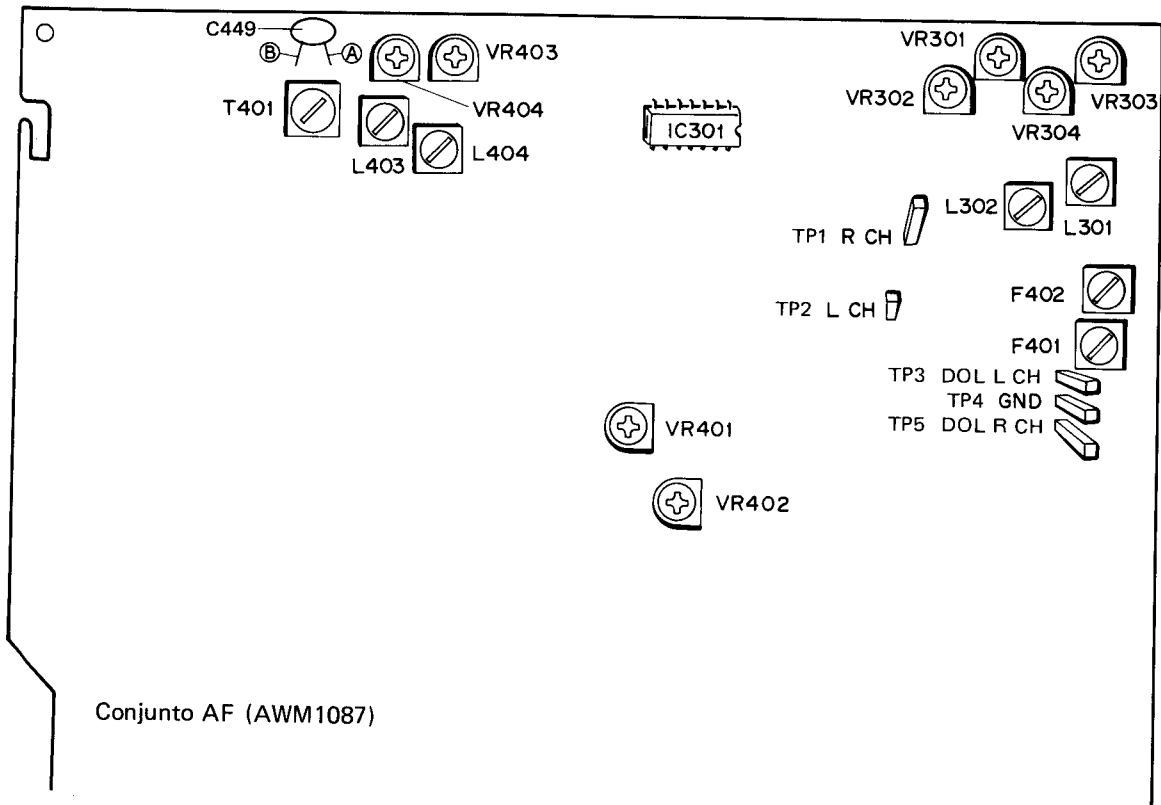 C449
B
A
VR403
VR404
T401
L403
L404
IC301
VR301
VR302
VR303
VR304
L302
L301
TP1 R CH
TP2 L CH
F402
F401
TP3 DOL L CH
TP4 GND
TP5 DOL R CH
VR401
VR402
Conjunto AF (AWM1087)